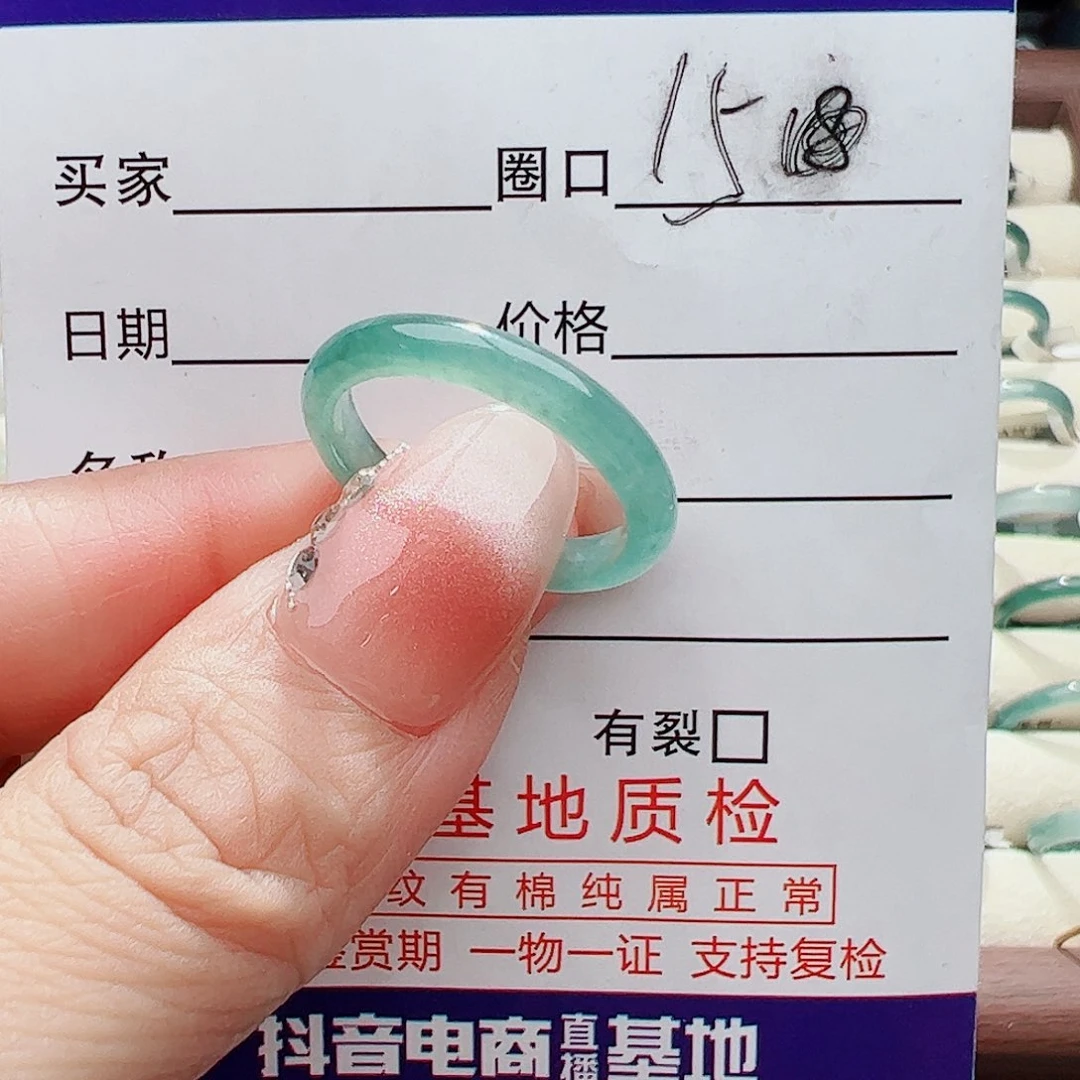 买家 圈口 15
日期 价格
有裂
基地质检
纹有棉纯属正常
鉴赏期 一物一证 支持复检
抖音电商直播基地